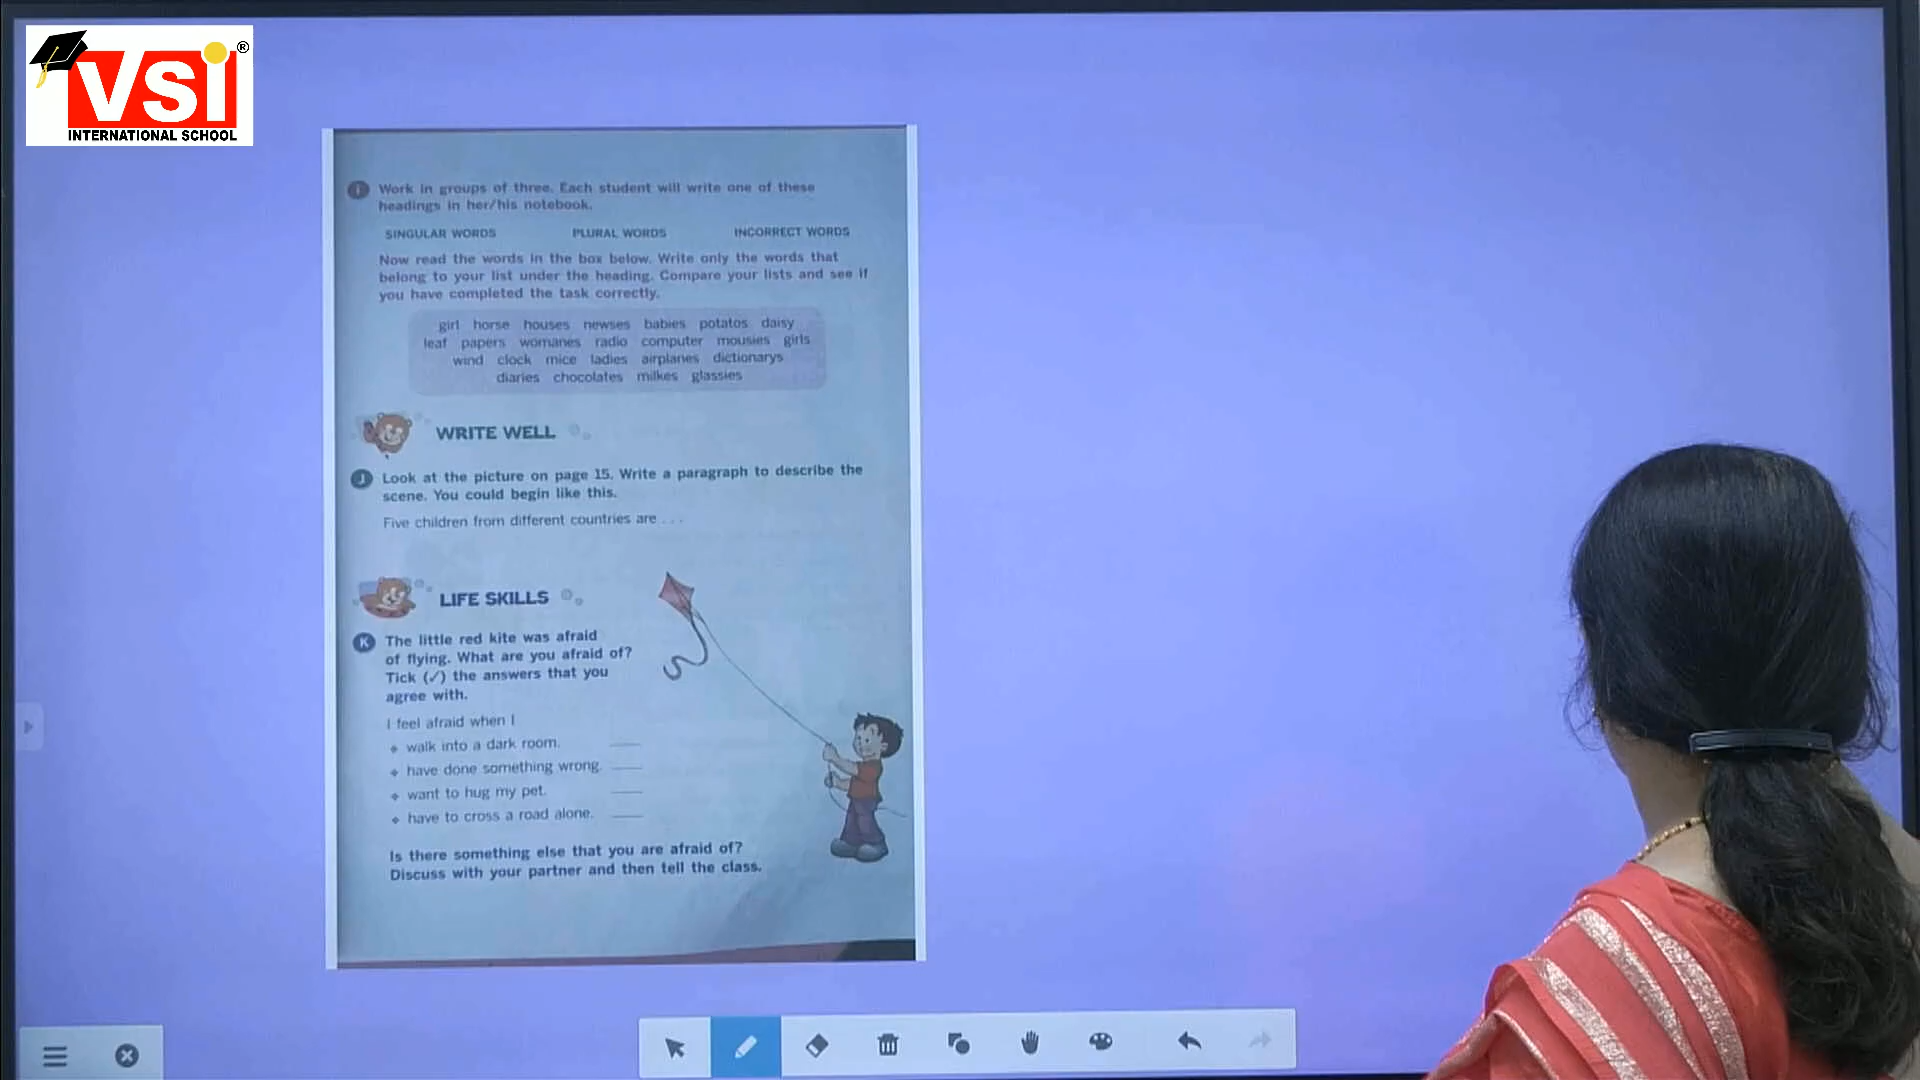 VSI ®
INTERNATIONAL SCHOOL
I Work in groups of three. Each student will write one of these
headings in her/his notebook.
SINGULAR WORDS PLURAL WORDS INCORRECT WORDS
Now read the words in the box below. Write only the words that
belong to your list under the heading. Compare your lists and see if
you have completed the task correctly.
girl horse houses newses babies potatos daisy
leaf papers womanes radio computer mousies girls
wind clock mice ladies airplanes dictionarys
diaries chocolates milkes glassies
WRITE WELL
J Look at the picture on page 15. Write a paragraph to describe the
scene. You could begin like this.
Five children from different countries are . . .
LIFE SKILLS
K The little red kite was afraid
of flying. What are you afraid of?
Tick (✓) the answers that you
agree with.
I feel afraid when I
walk into a dark room.
have done something wrong.
want to hug my pet.
have to cross a road alone.
Is there something else that you are afraid of?
Discuss with your partner and then tell the class.